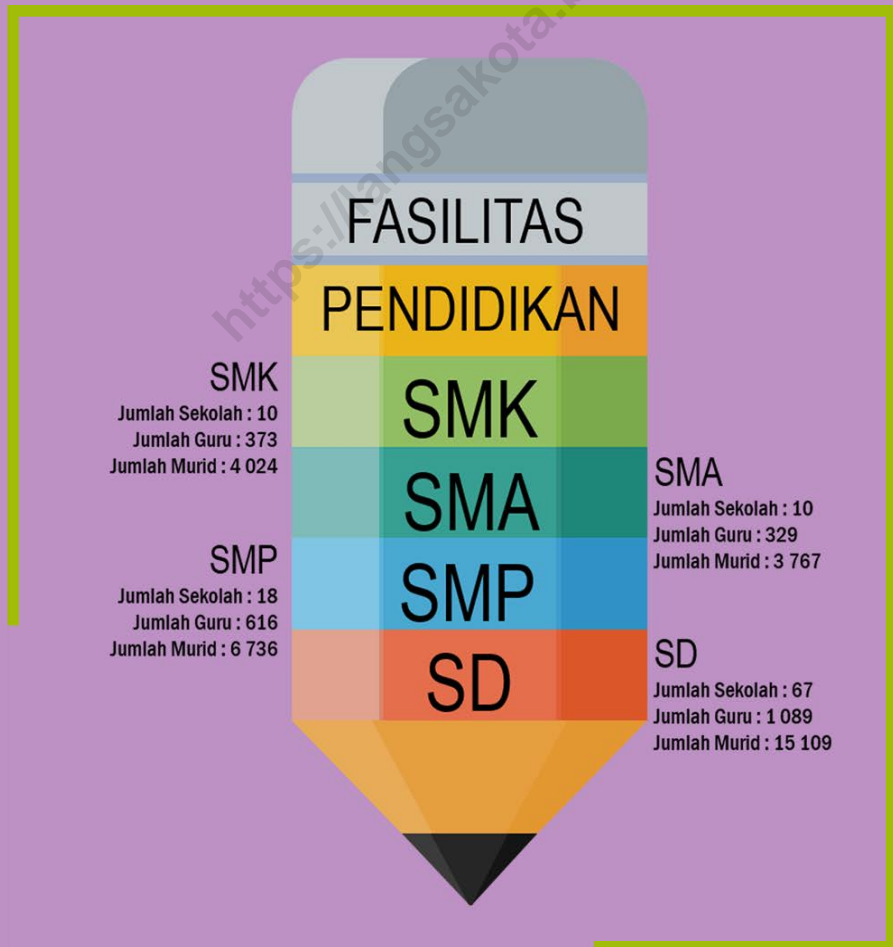 https://langsakota.b
FASILITAS
PENDIDIKAN
SMK
Jumlah Sekolah : 10
Jumlah Guru : 373
Jumlah Murid : 4 024
SMK
SMA
SMA
Jumlah Sekolah : 10
Jumlah Guru : 329
Jumlah Murid : 3 767
SMP
Jumlah Sekolah : 18
Jumlah Guru : 616
Jumlah Murid : 6 736
SMP
SD
SD
Jumlah Sekolah : 67
Jumlah Guru : 1 089
Jumlah Murid : 15 109